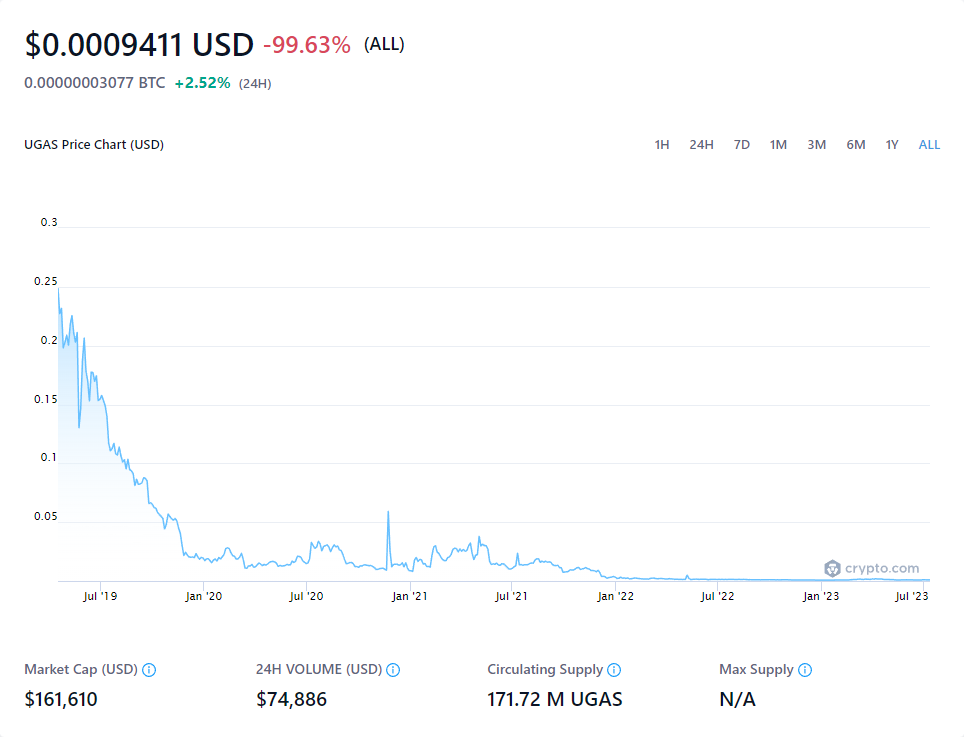 $0.0009411 USD -99.63% (ALL)
0.00000003077 BTC +2.52% (24H)
UGAS Price Chart (USD) 1H 24H 7D 1M 3M 6M 1Y ALL
0.3
0.25
0.2
0.15
0.1
0.05
crypto.com
Jul '19 Jan '20 Jul '20 Jan '21 Jul '21 Jan '22 Jul '22 Jan '23 Jul '23
Market Cap (USD) 24H VOLUME (USD) Circulating Supply Max Supply
$161,610 $74,886 171.72 M UGAS N/A